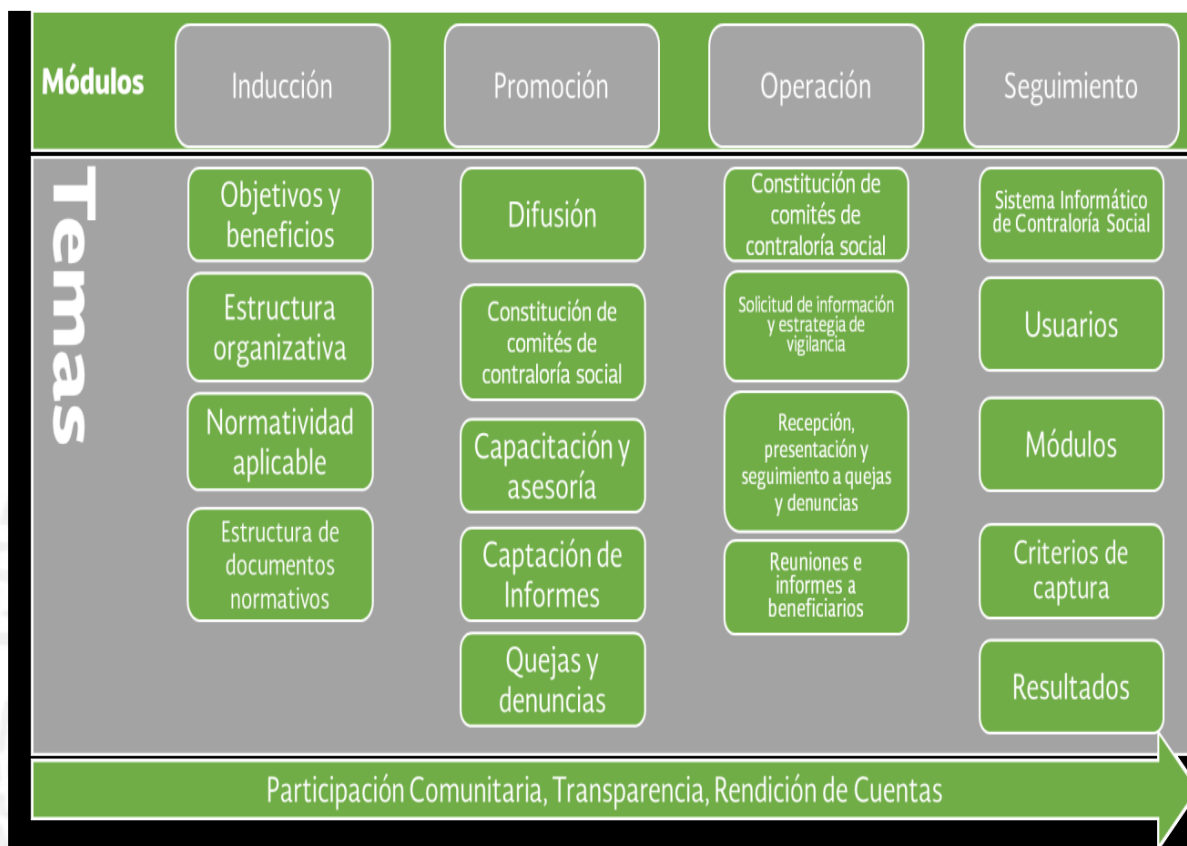 Módulos
Inducción
Promoción
Operación
Seguimiento
Temas
Objetivos y
beneficios
Estructura
organizativa
Normatividad
aplicable
Estructura de
documentos
normativos
Difusión
Constitución de
comités de
contraloría social
Capacitación y
asesoría
Captación de
Informes
Quejas y
denuncias
Constitución de
comités de
contraloría social
Solicitud de información
y estrategia de
vigilancia
Recepción,
presentación y
seguimiento a quejas
y denuncias
Reuniones e
informes a
beneficiarios
Sistema Informático
de Contraloría Social
Usuarios
Módulos
Criterios de
captura
Resultados
Participación Comunitaria, Transparencia, Rendición de Cuentas